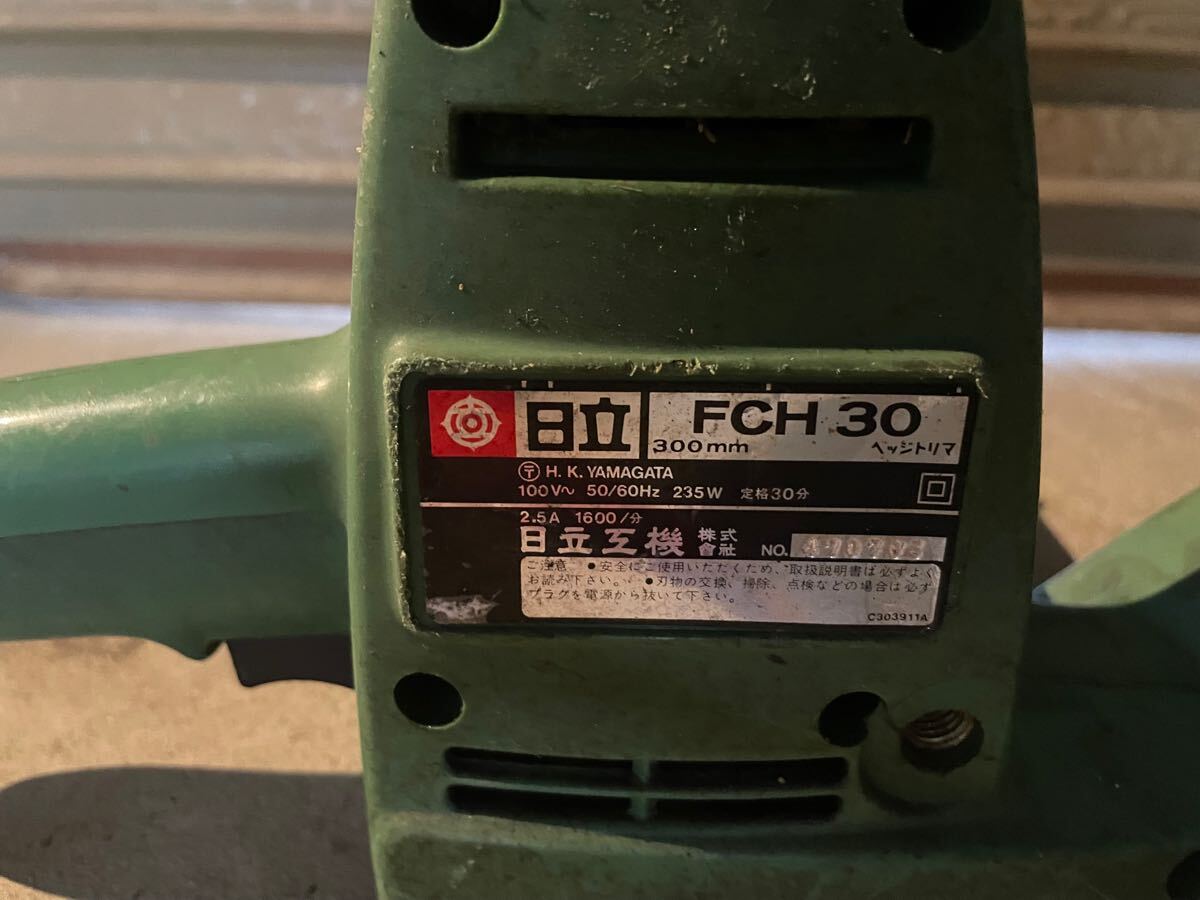 日立 FCH 30
300mm ヘッジトリマ
〒 H. K. YAMAGATA
100V～ 50/60Hz 235W 定格30分
2.5A 1600/分
日立工機 株式會社 NO.
ご注意 ●安全にご使用いただくため、取扱説明書は必ずよく
お読み下さい。 ●刃物の交換、掃除、点検などの場合は必ず
プラグを電源から抜いて下さい。
C303911A